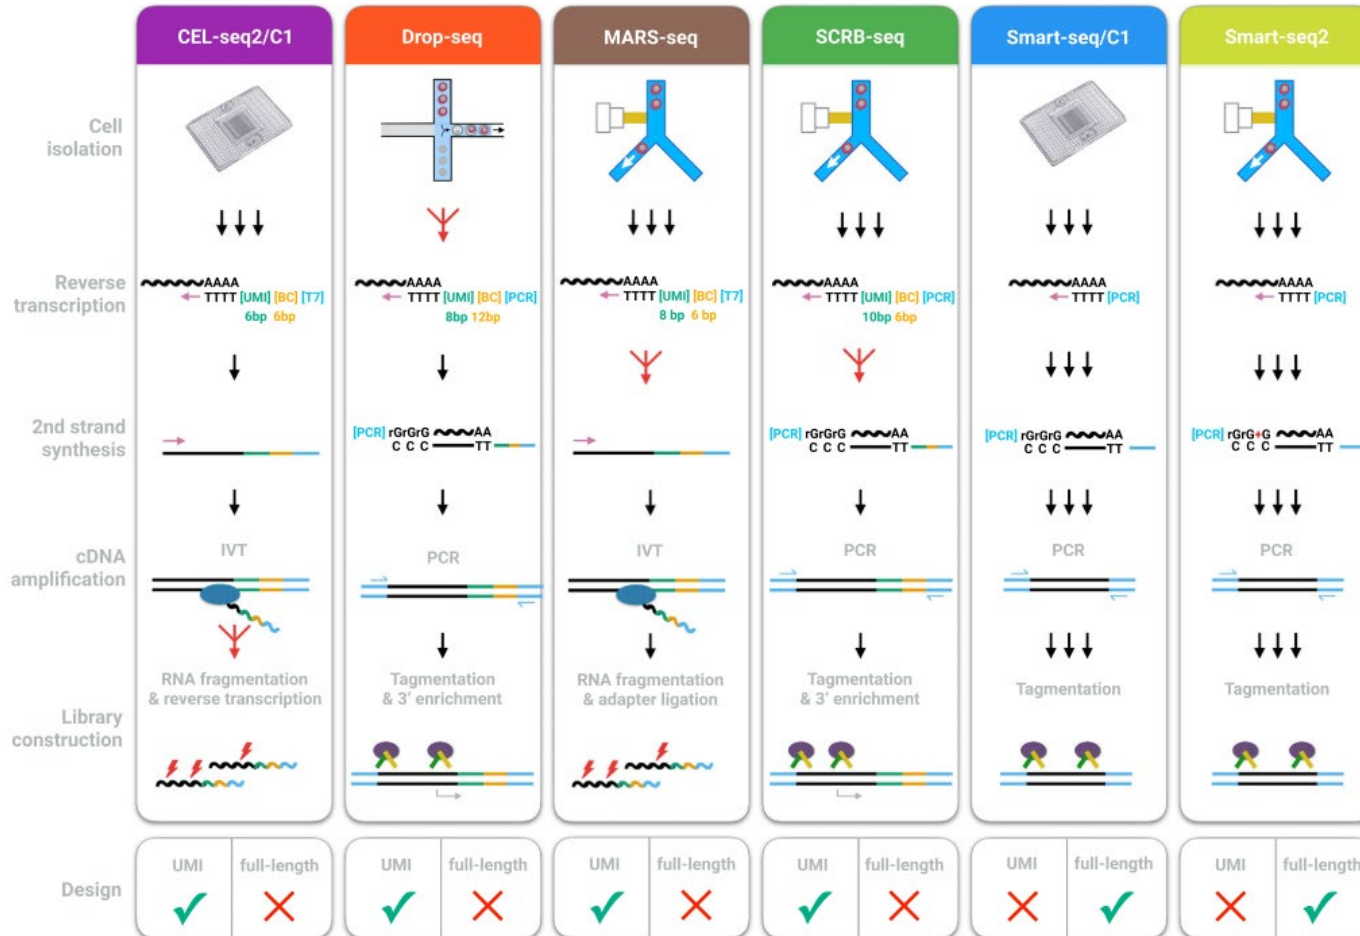 CEL-seq2/C1
Drop-seq
MARS-seq
SCRB-seq
Smart-seq/C1
Smart-seq2
Cell
isolation
Reverse
transcription
AAAA
TTTT [UMI] [BC] [T7]
6bp 6bp
AAAA
TTTT [UMI] [BC] [PCR]
8bp 12bp
AAAA
TTTT [UMI] [BC] [T7]
8 bp 6 bp
AAAA
TTTT [UMI] [BC] [PCR]
10bp 6bp
AAAA
TTTT [PCR]
AAAA
TTTT [PCR]
2nd strand
synthesis
[PCR] rGrGrG AA
C C C TT
[PCR] rGrGrG AA
C C C TT
[PCR] rGrGrG AA
C C C TT
[PCR] rGrG+G AA
C C C TT
cDNA
amplification
IVT
PCR
IVT
PCR
PCR
PCR
Library
construction
RNA fragmentation
& reverse transcription
Tagmentation
& 3' enrichment
RNA fragmentation
& adapter ligation
Tagmentation
& 3' enrichment
Tagmentation
Tagmentation
Design
UMI full-length
UMI full-length
UMI full-length
UMI full-length
UMI full-length
UMI full-length